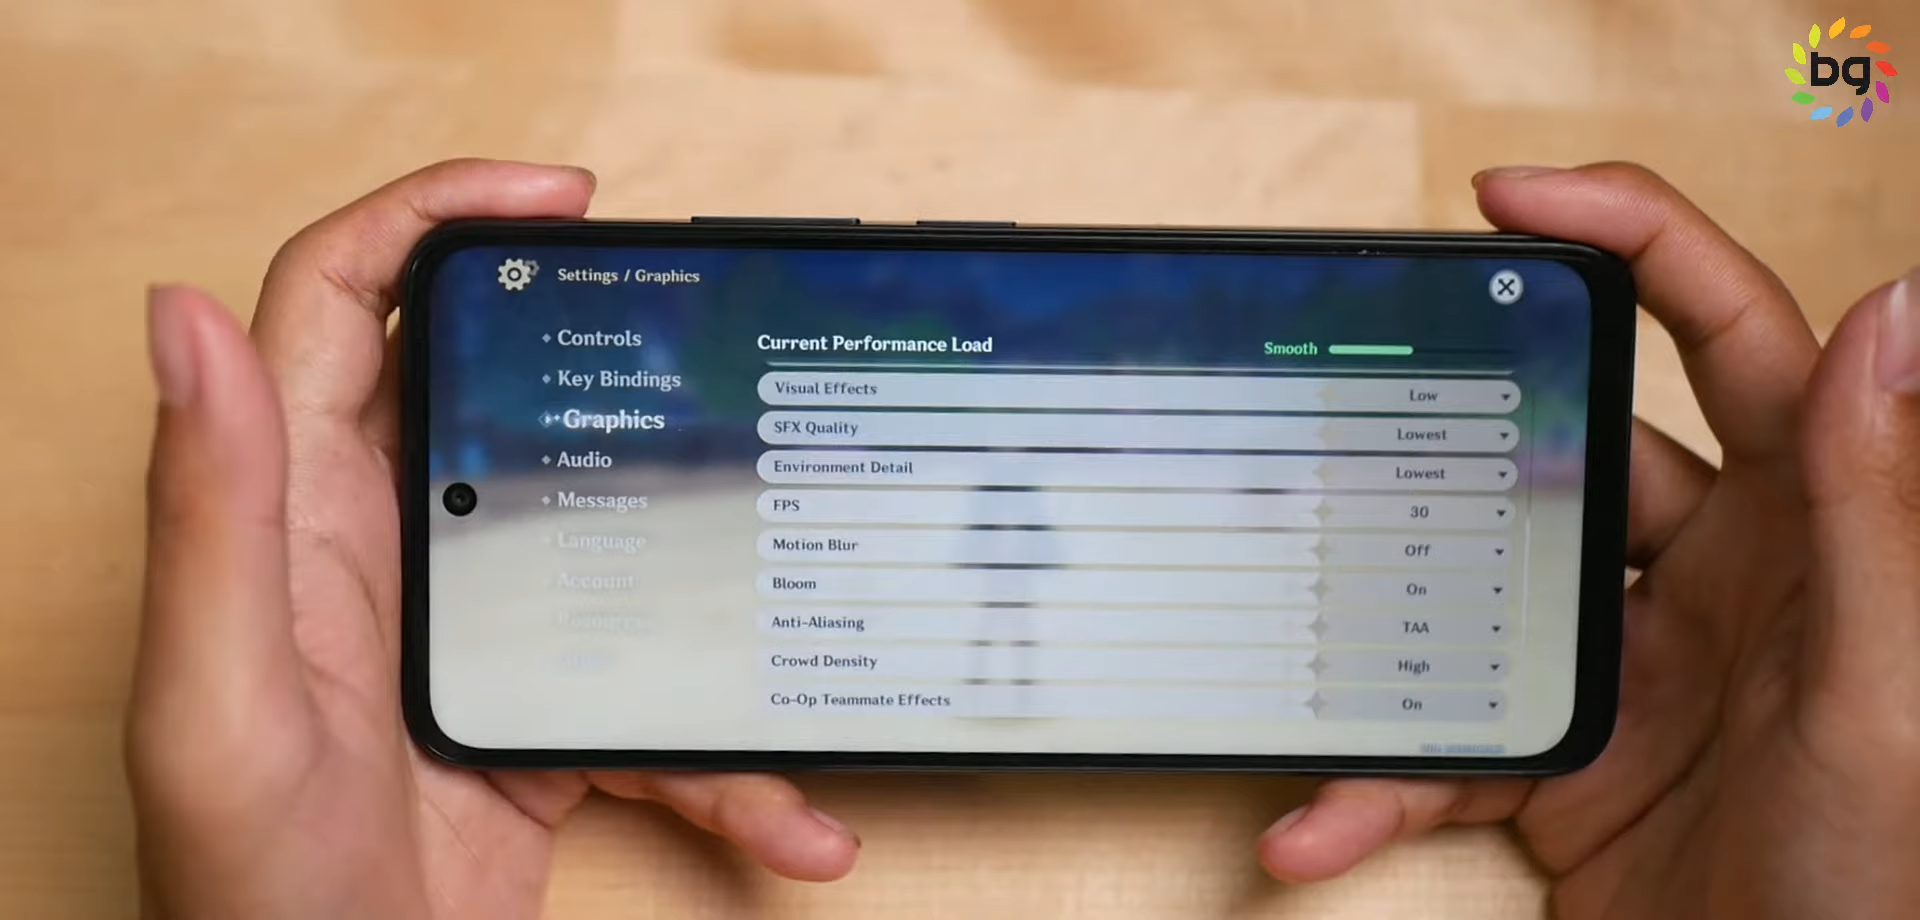 bg
Settings / Graphics
Controls
Key Bindings
Graphics
Audio
Messages
Language
Account
Current Performance Load
Smooth
Visual Effects Low
SFX Quality Lowest
Environment Detail Lowest
FPS 30
Motion Blur Off
Bloom On
Anti-Aliasing TAA
Crowd Density High
Co-Op Teammate Effects On